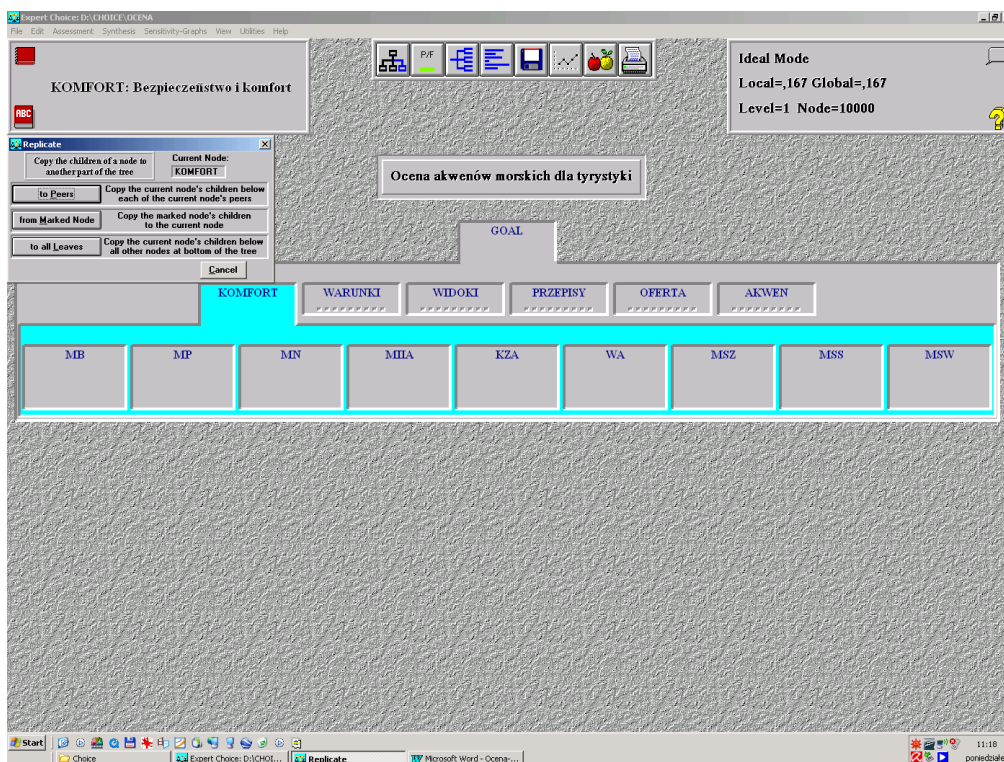 Expert Choice: D:\CHOICE\OCENA
File Edit Assessment Synthesis Sensitivity-Graphs View Utilities Help
KOMFORT: Bezpieczeństwo i komfort
ABC
P/F
Ideal Mode
Local=,167 Global=,167
Level=1 Node=10000
Replicate
Copy the children of a node to
another part of the tree
Current Node:
KOMFORT
to Peers
Copy the current node's children below
each of the current node's peers
from Marked Node
Copy the marked node's children
to the current node
to all Leaves
Copy the current node's children below
all other nodes at bottom of the tree
Cancel
Ocena akwenów morskich dla tyrystyki
GOAL
KOMFORT WARUNKI WIDOKI PRZEPISY OFERTA AKWEN
MB MP MN MIIA KZA WA MSZ MSS MSW
Start
11:18
Choice Expert Choice: D:\CHOI... Replicate Microsoft Word - Ocena-... poniedziałe